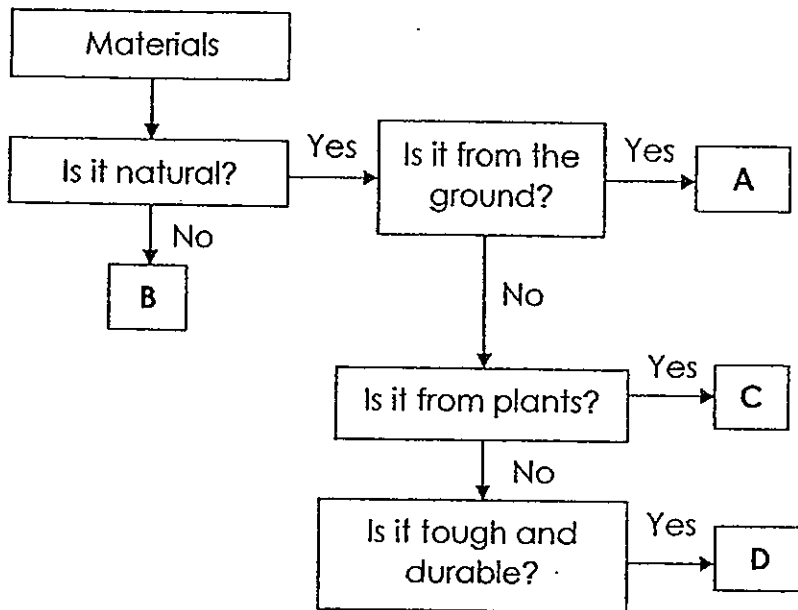 Materials
Is it natural?
Yes
Is it from the
ground?
Yes
A
No
B
No
Is it from plants?
Yes
C
No
Is it tough and
durable?
Yes
D